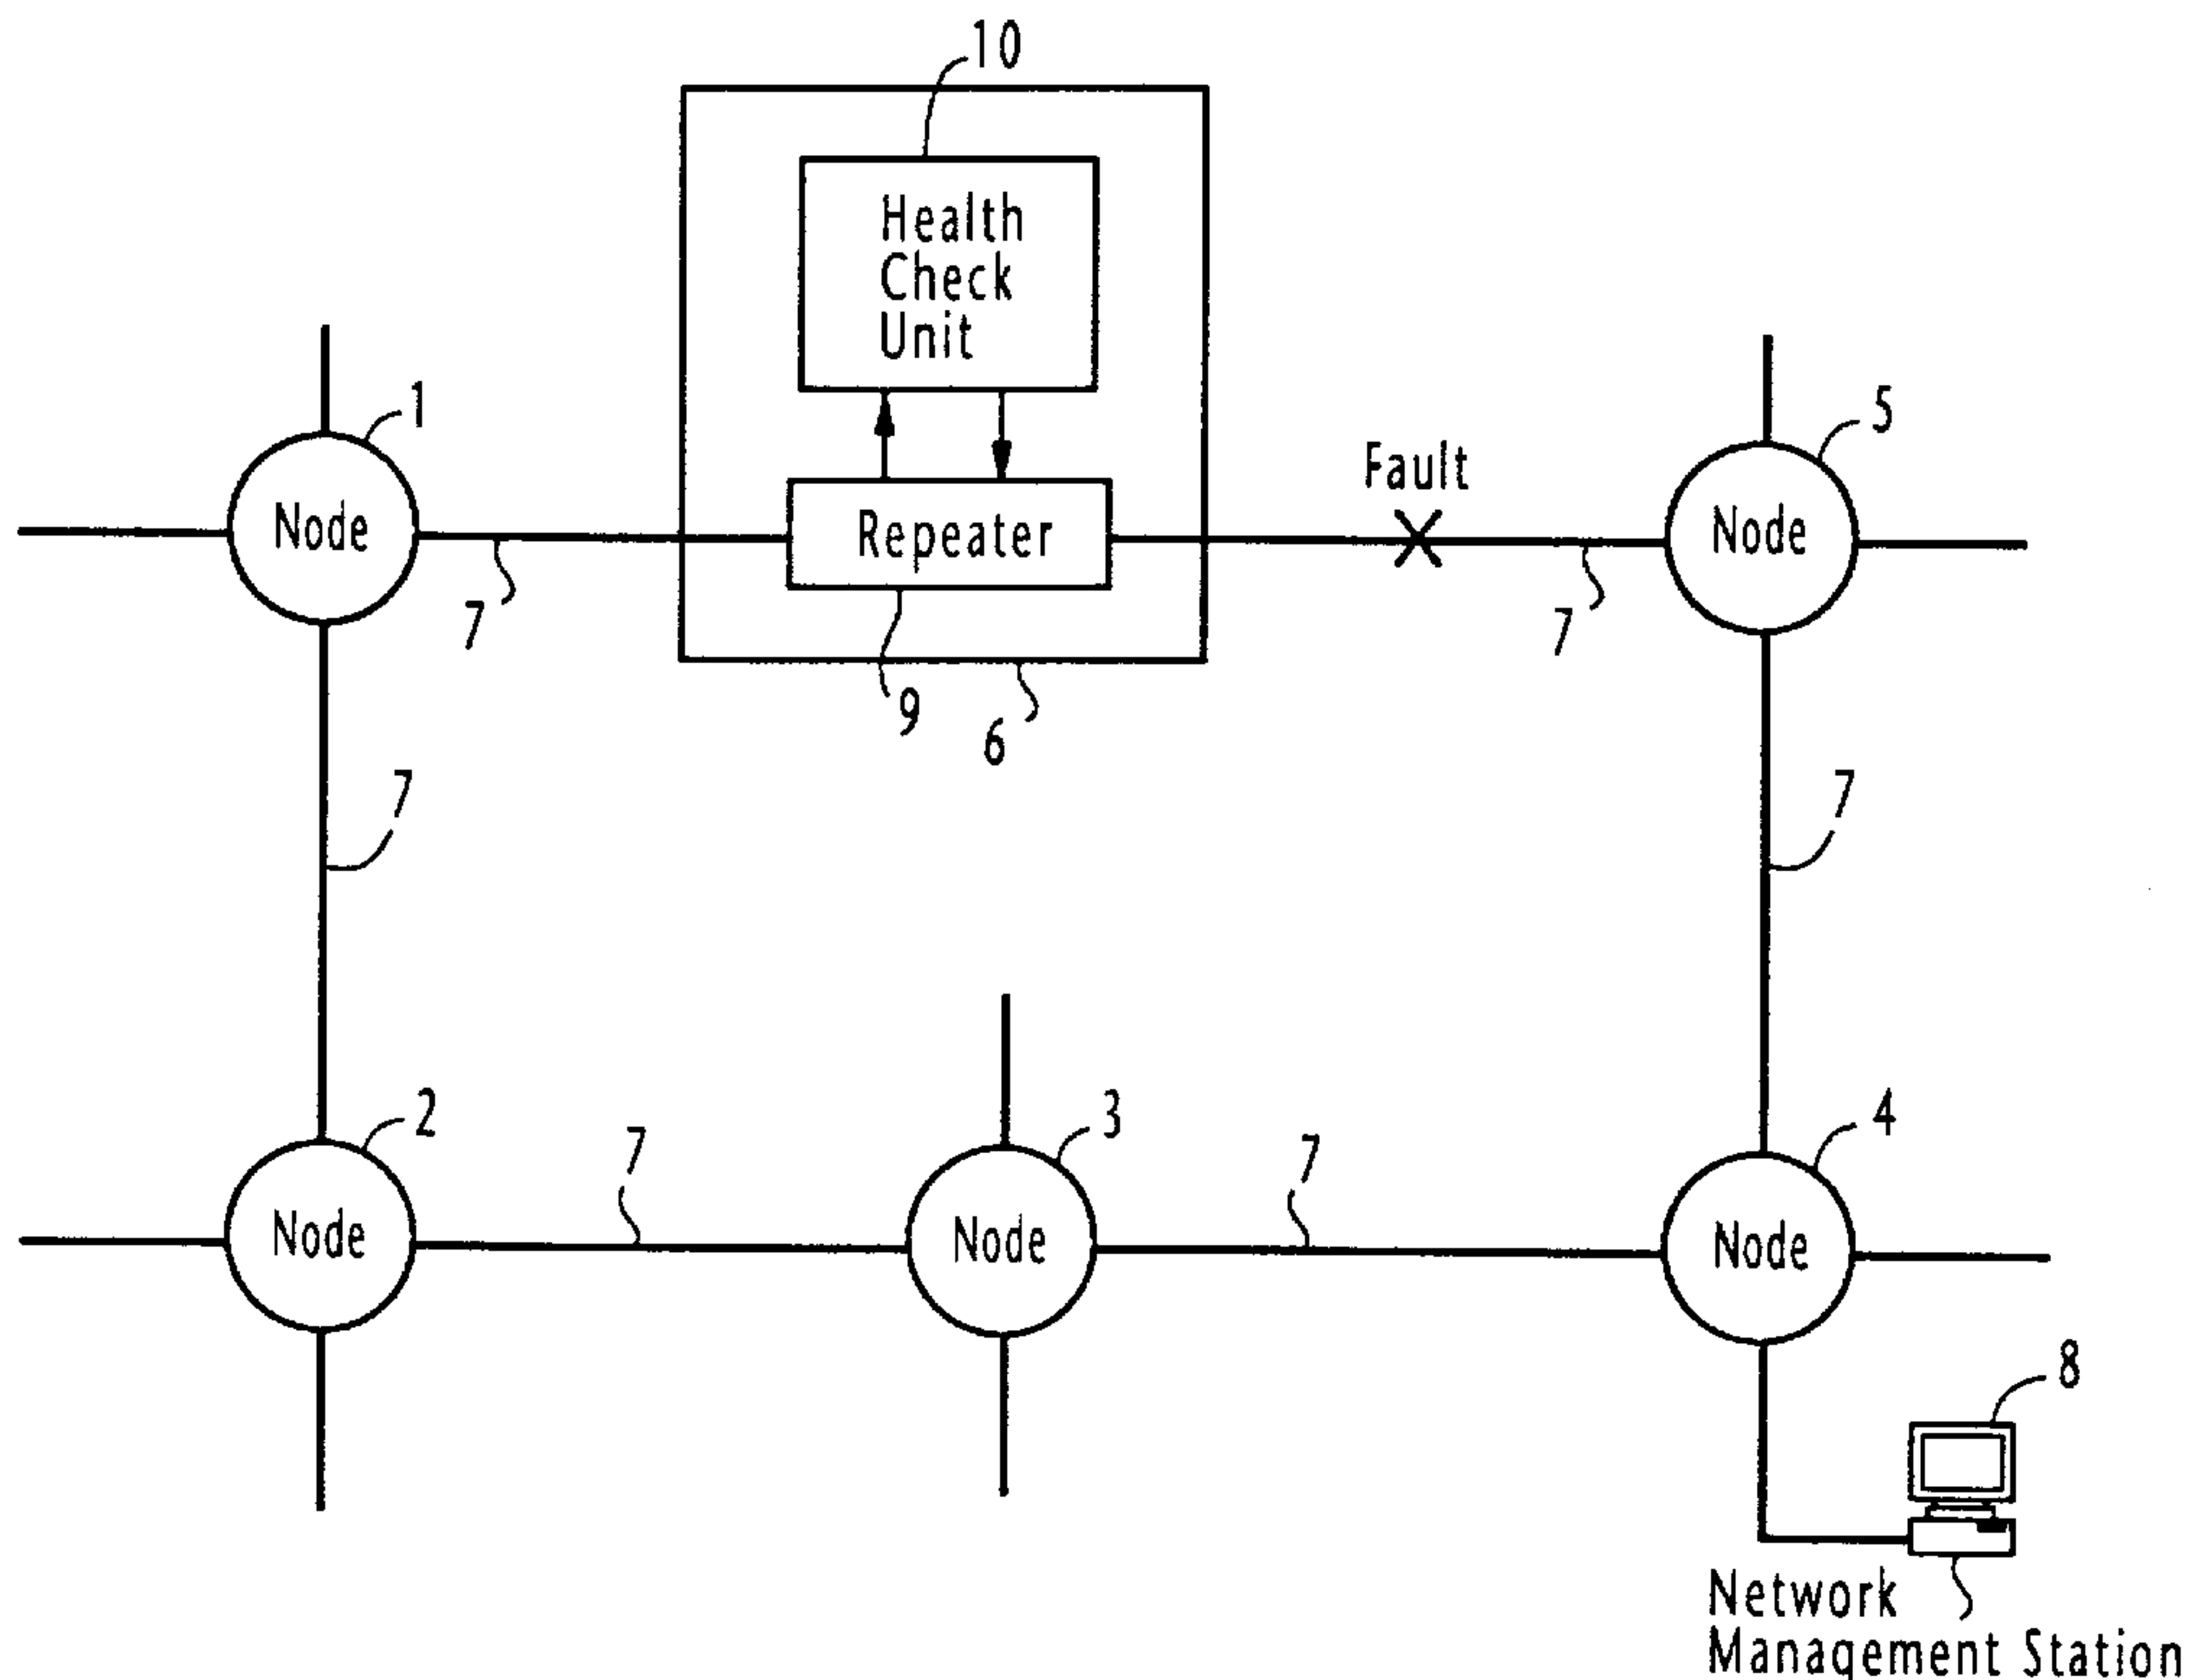 10
Health
Check
Unit
1
5
Fault
Node
Repeater
Node
7
7
9
6
7
7
2
7
3
7
4
Node
Node
Node
8
Network
Management Station